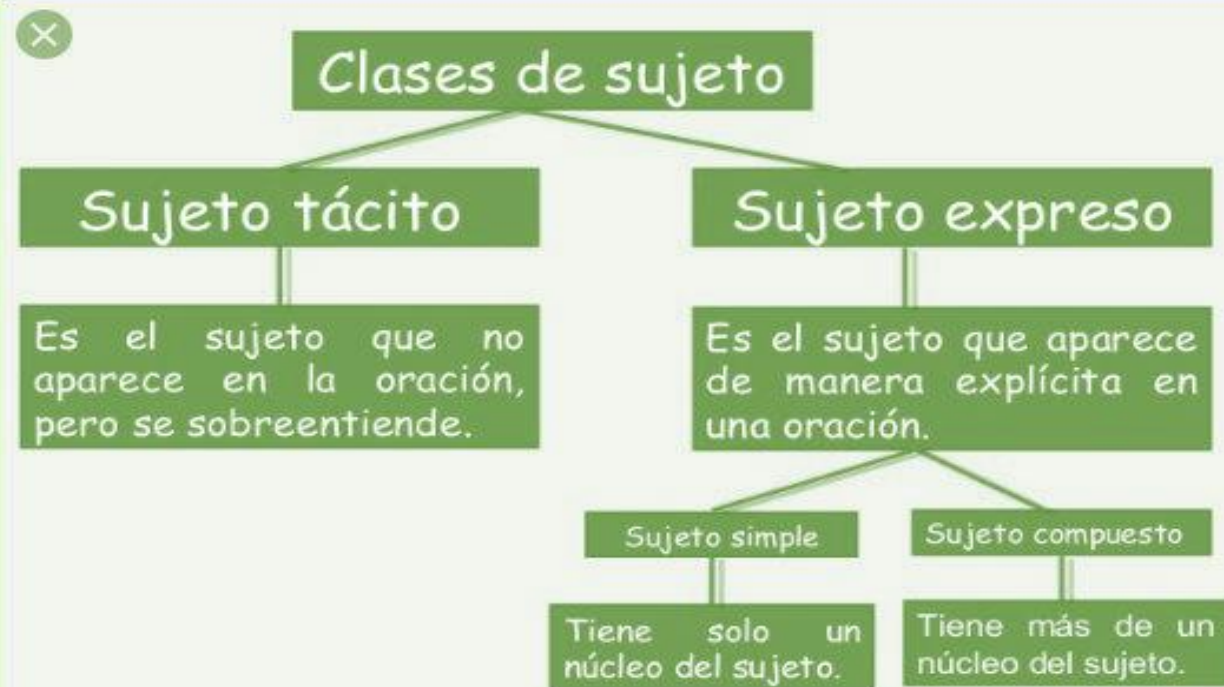 Clases de sujeto
Sujeto tácito
Es el sujeto que no
aparece en la oración,
pero se sobreentiende.
Sujeto expreso
Es el sujeto que aparece
de manera explícita en
una oración.
Sujeto simple
Tiene solo un
núcleo del sujeto.
Sujeto compuesto
Tiene más de un
núcleo del sujeto.